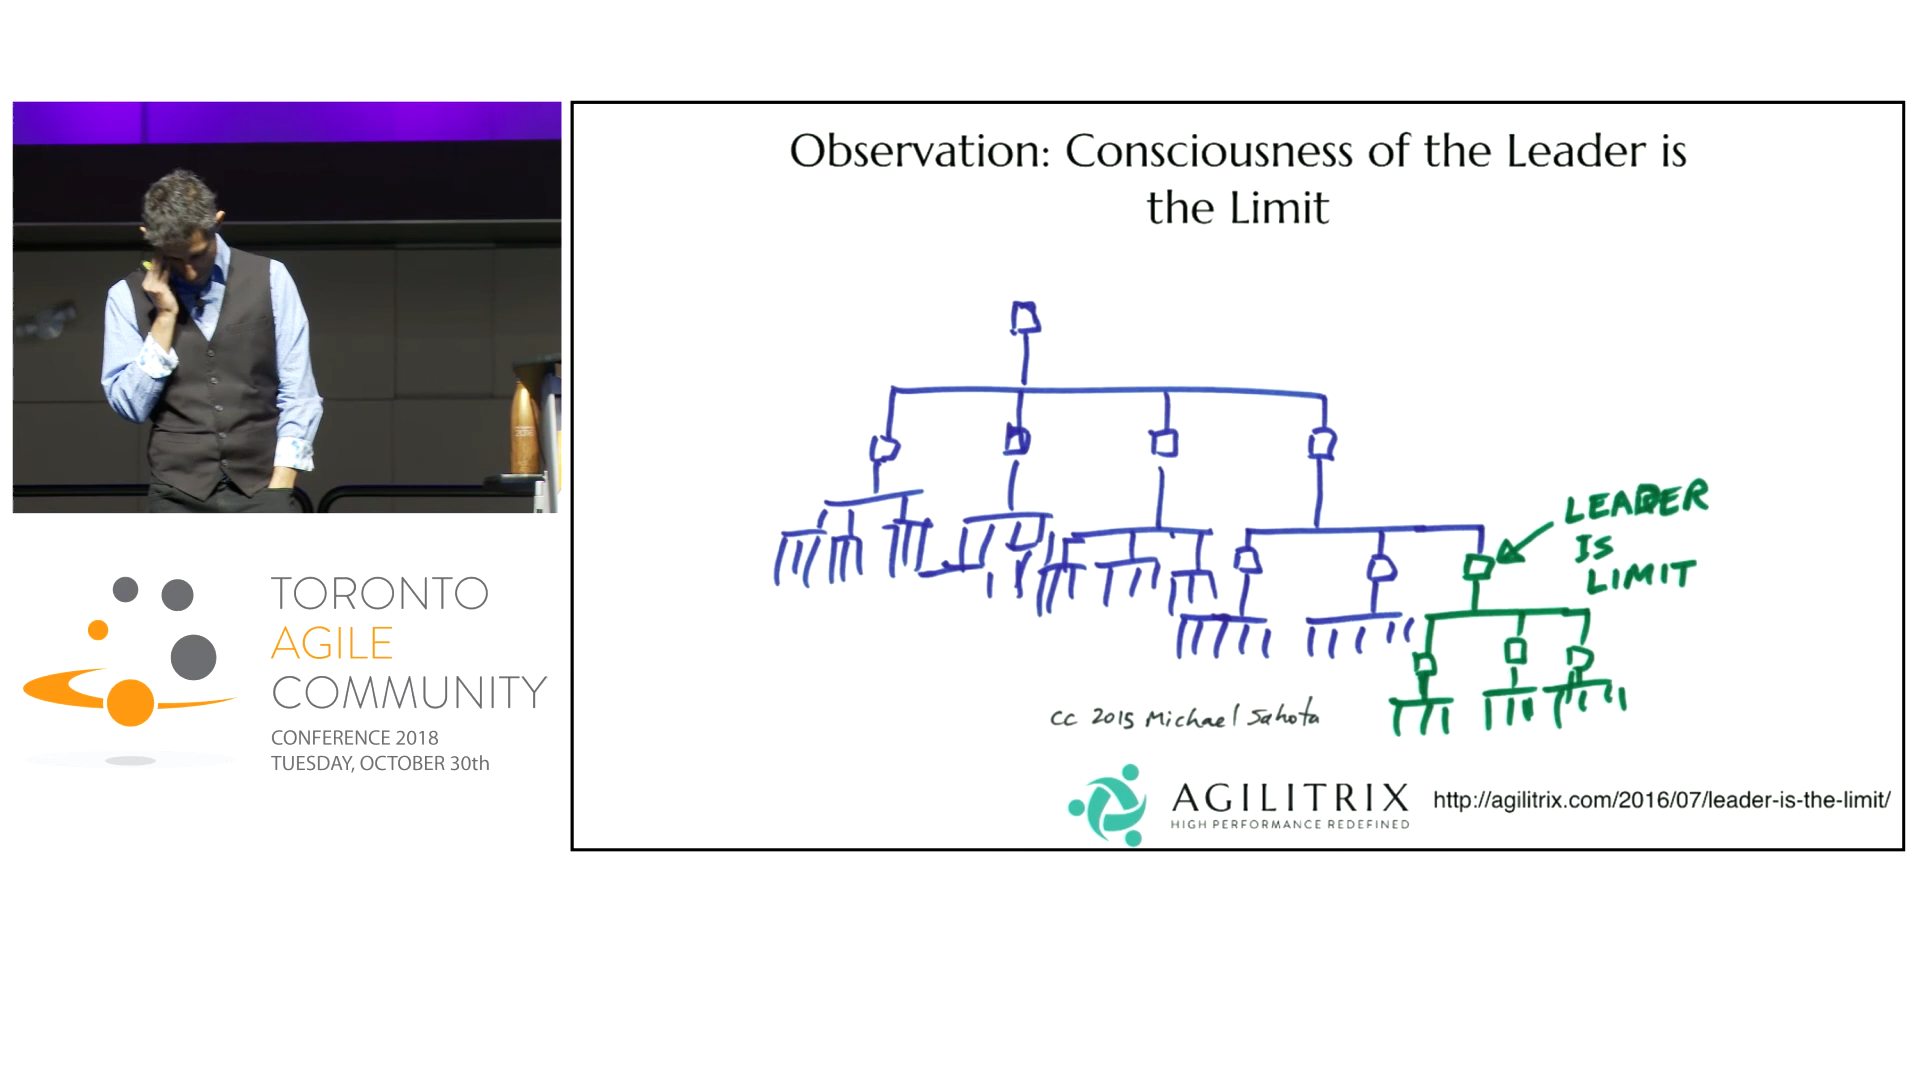 Observation: Consciousness of the Leader is
the Limit
LEADER
IS
LIMIT
CC 2015 Michael Sahota
AGILITRIX
HIGH PERFORMANCE REDEFINED
http://agilitrix.com/2016/07/leader-is-the-limit/
TORONTO
AGILE
COMMUNITY
CONFERENCE 2018
TUESDAY, OCTOBER 30th